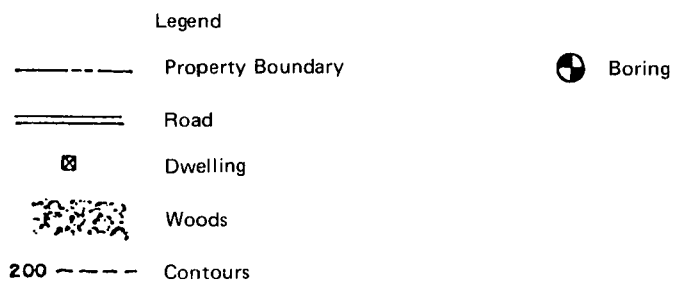 Legend
Property Boundary
Boring
Road
Dwelling
Woods
200 Contours